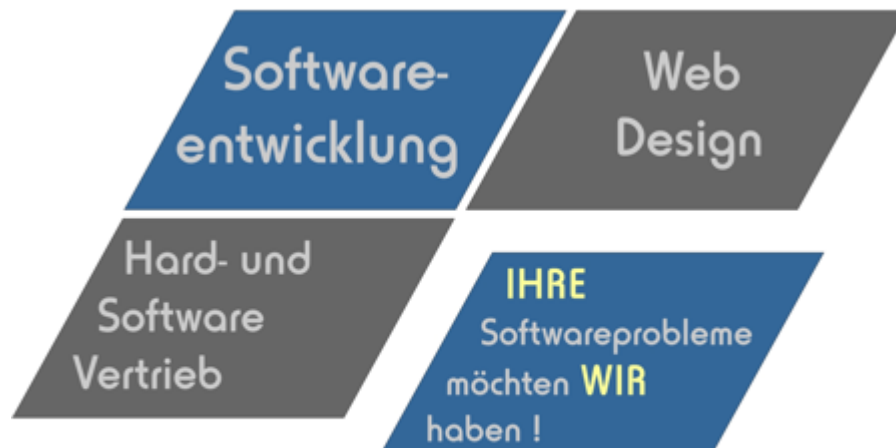 Software-
entwicklung
Web
Design
Hard- und
Software
Vertrieb
IHRE
Softwareprobleme
möchten WIR
haben !